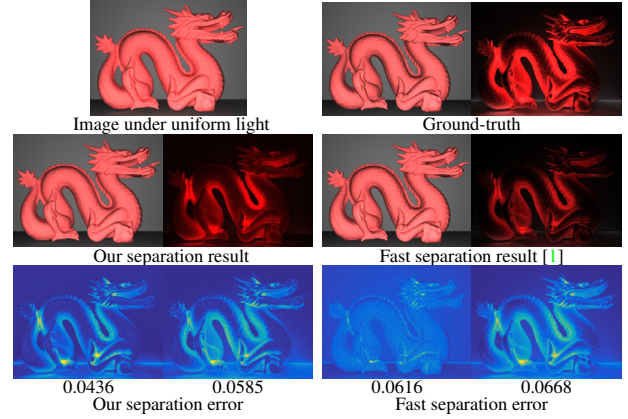 Image under uniform light
Ground-truth
Our separation result
Fast separation result [1]
0.0436 0.0585
0.0616 0.0668
Our separation error
Fast separation error